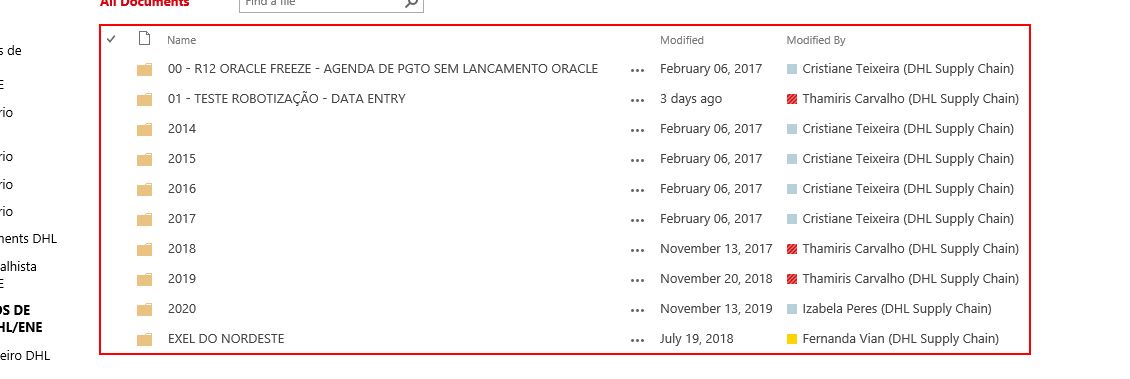 All Documents
Find a file
Name Modified Modified By
s de
00 - R12 ORACLE FREEZE - AGENDA DE PGTO SEM LANCAMENTO ORACLE ... February 06, 2017 Cristiane Teixeira (DHL Supply Chain)
E
01 - TESTE ROBOTIZAÇÃO - DATA ENTRY ... 3 days ago Thamiris Carvalho (DHL Supply Chain)
rio
2014 ... February 06, 2017 Cristiane Teixeira (DHL Supply Chain)
rio
2015 ... February 06, 2017 Cristiane Teixeira (DHL Supply Chain)
rio
2016 ... February 06, 2017 Cristiane Teixeira (DHL Supply Chain)
rio
2017 ... February 06, 2017 Cristiane Teixeira (DHL Supply Chain)
ments DHL
2018 ... November 13, 2017 Thamiris Carvalho (DHL Supply Chain)
alhista
2019 ... November 20, 2018 Thamiris Carvalho (DHL Supply Chain)
E
2020 ... November 13, 2019 Izabela Peres (DHL Supply Chain)
OS DE
HL/ENE
EXEL DO NORDESTE ... July 19, 2018 Fernanda Vian (DHL Supply Chain)
eiro DHL